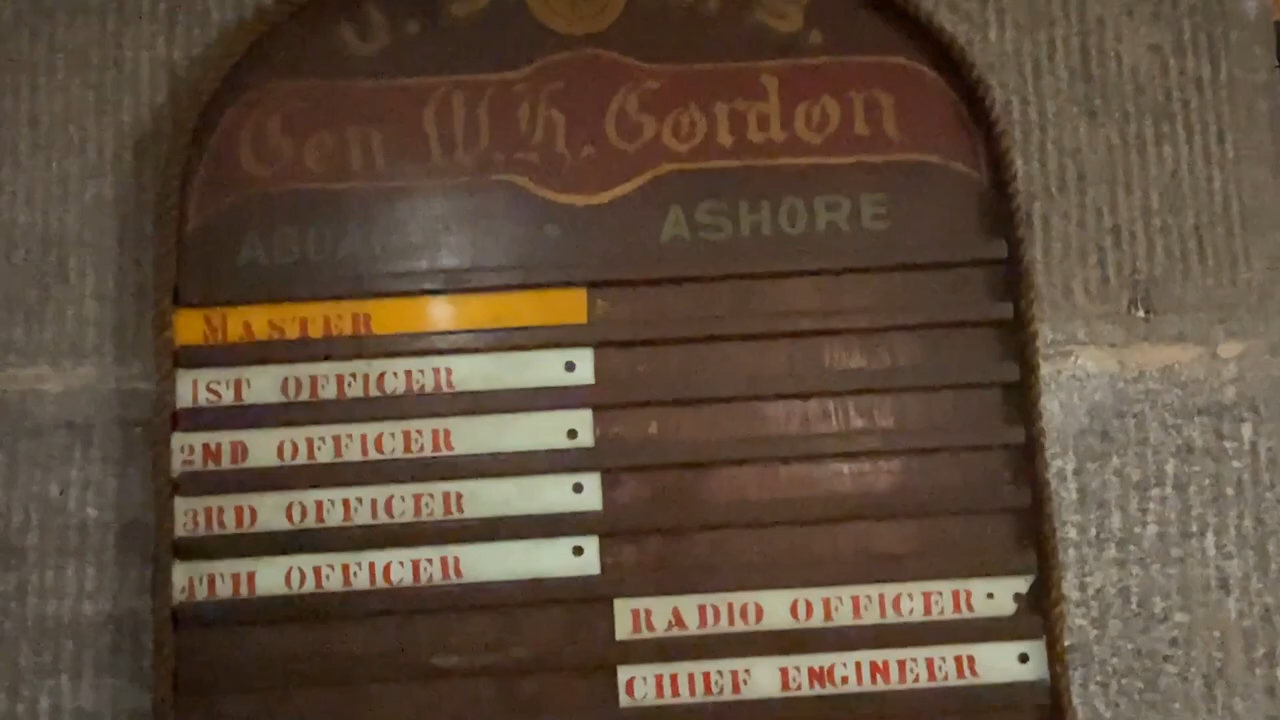 Gen W.h. Gordon
ABOARD ASHORE
MASTER
1ST OFFICER
2ND OFFICER
3RD OFFICER
4TH OFFICER
RADIO OFFICER
CHIEF ENGINEER